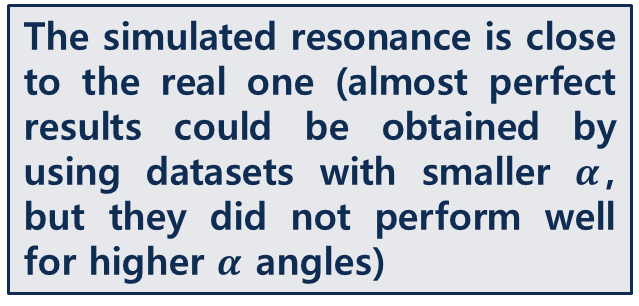 The simulated resonance is close
to the real one (almost perfect
results could be obtained by
using datasets with smaller 𝜶,
but they did not perform well
for higher 𝜶 angles)